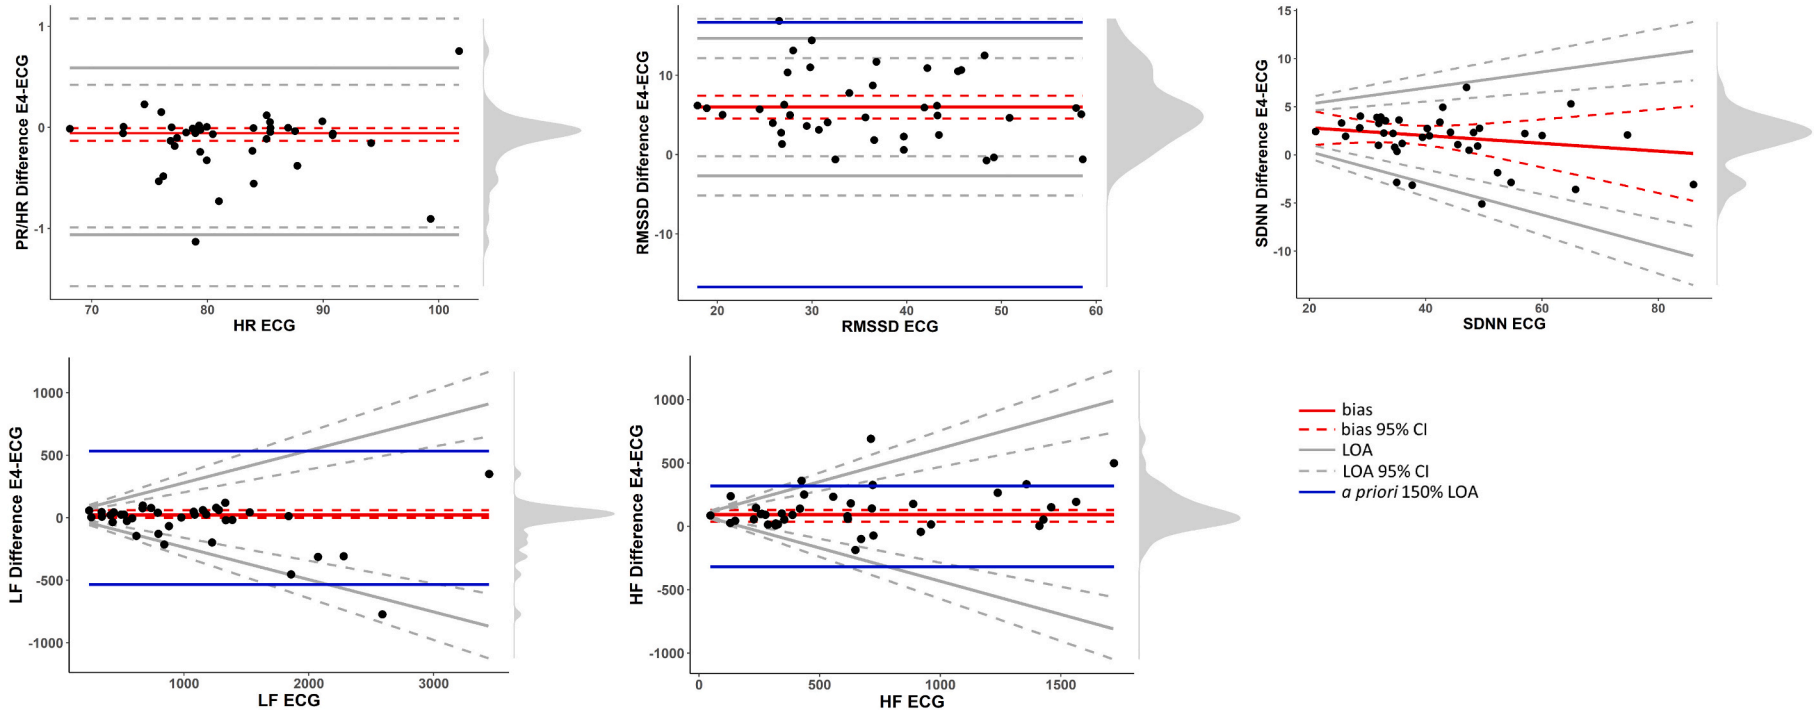 PR/HR Difference E4-ECG
1
0
-1
70
80
90
100
HR ECG
RMSSD Difference E4-ECG
10
0
-10
20
30
40
50
60
RMSSD ECG
SDNN Difference E4-ECG
15
10
5
0
-5
-10
20
40
60
80
SDNN ECG
LF Difference E4-ECG
1000
500
0
-500
-1000
1000
2000
3000
LF ECG
HF Difference E4-ECG
1000
500
0
-500
-1000
0
500
1000
1500
HF ECG
bias
bias 95% CI
LOA
LOA 95% CI
a priori 150% LOA